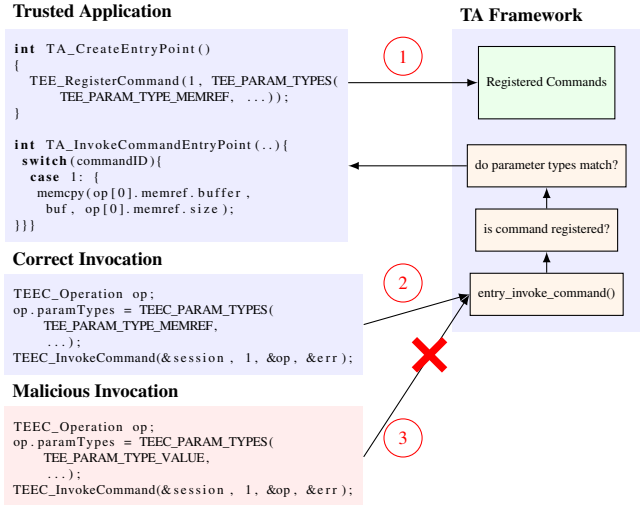 Trusted Application
TA Framework
int TA_CreateEntryPoint()
{
TEE_RegisterCommand(1, TEE_PARAM_TYPES(
TEE_PARAM_TYPE_MEMREF, ...));
}
int TA_InvokeCommandEntryPoint(..){
switch(commandID){
case 1: {
memcpy(op[0].memref.buffer,
buf, op[0].memref.size);
}}}
1
Registered Commands
do parameter types match?
is command registered?
entry_invoke_command()
Correct Invocation
TEEC_Operation op;
op.paramTypes = TEEC_PARAM_TYPES(
TEE_PARAM_TYPE_MEMREF,
...);
TEEC_InvokeCommand(&session, 1, &op, &err);
2
Malicious Invocation
TEEC_Operation op;
op.paramTypes = TEEC_PARAM_TYPES(
TEE_PARAM_TYPE_VALUE,
...);
TEEC_InvokeCommand(&session, 1, &op, &err);
3